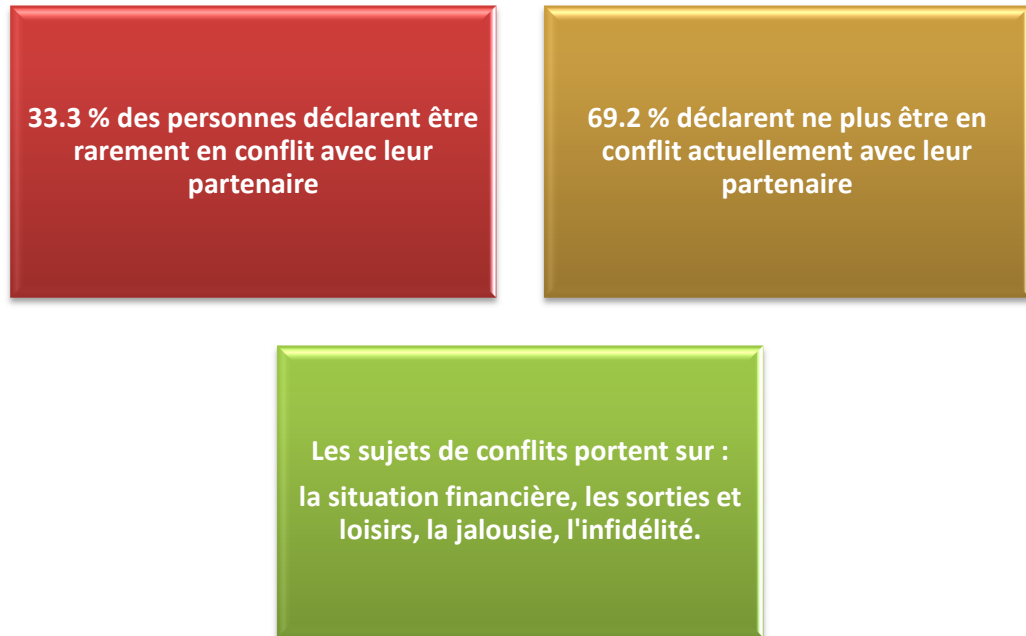 33.3 % des personnes déclarent être
rarement en conflit avec leur
partenaire
69.2 % déclarent ne plus être en
conflit actuellement avec leur
partenaire
Les sujets de conflits portent sur :
la situation financière, les sorties et
loisirs, la jalousie, l'infidélité.